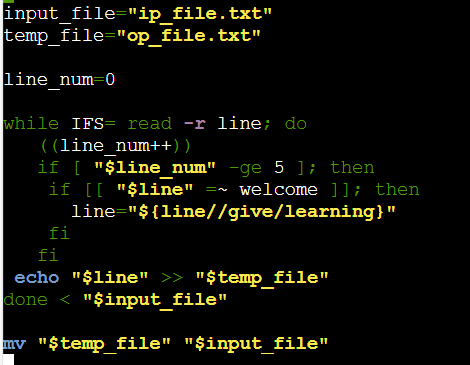 input_file="ip_file.txt"
temp_file="op_file.txt"

line_num=0

while IFS= read -r line; do
   ((line_num++))
   if [ "$line_num" -ge 5 ]; then
    if [[ "$line" =~ welcome ]]; then
      line="${line//give/learning}"
    fi
   fi
 echo "$line" >> "$temp_file"
done < "$input_file"

mv "$temp_file" "$input_file"